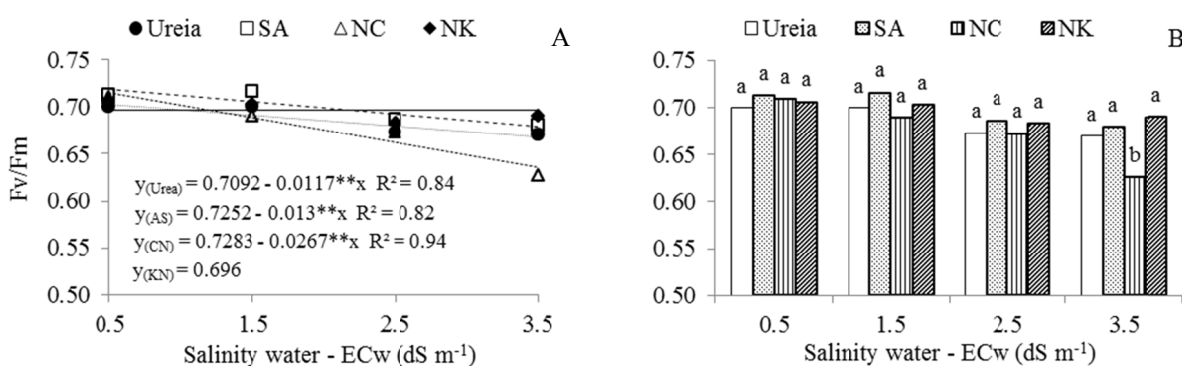 Ureia SA NC NK
A
0.75
0.70
0.65
0.60
0.55
0.50
Fv/Fm
y(Urea) = 0.7092 - 0.0117**x R² = 0.84
y(AS) = 0.7252 - 0.013**x R² = 0.82
y(CN) = 0.7283 - 0.0267**x R² = 0.94
y(KN) = 0.696
0.5 1.5 2.5 3.5
Salinity water - ECw (dS m⁻¹)
Ureia SA NC NK
B
0.75
0.70
0.65
0.60
0.55
0.50
a a a a
a a a a
a a a a
a a b a
0.5 1.5 2.5 3.5
Salinity water - ECw (dS m⁻¹)